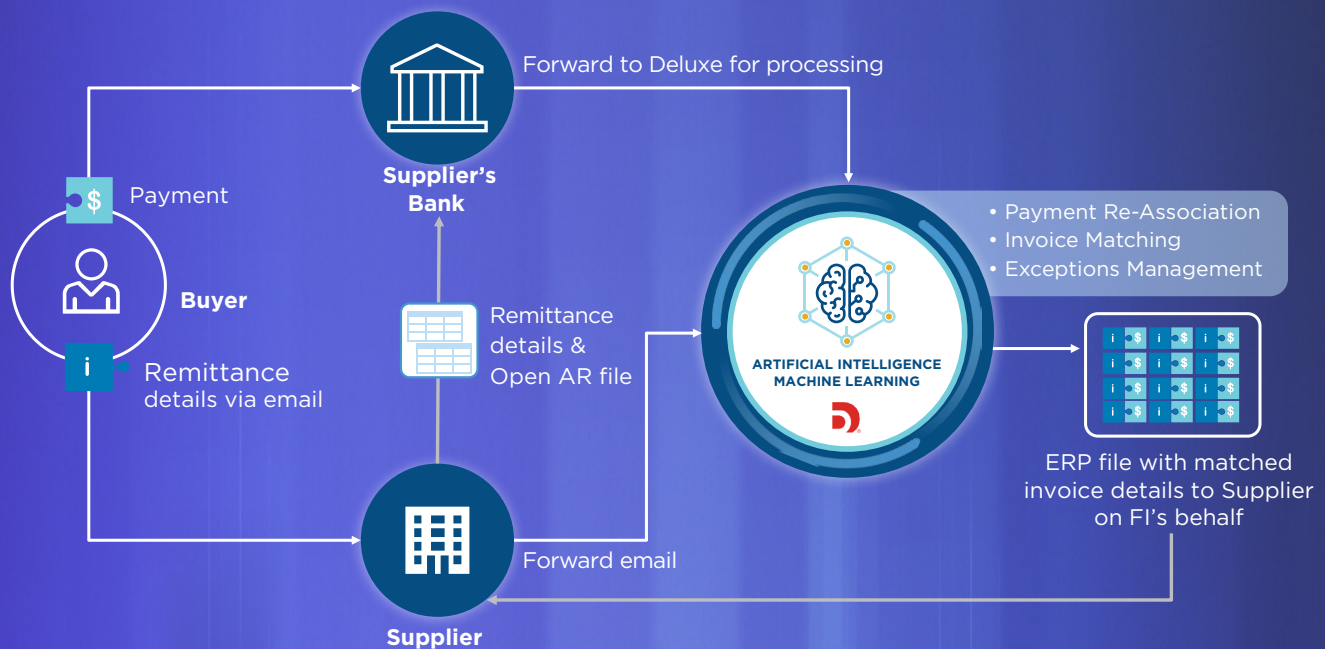 Forward to Deluxe for processing
Supplier's
Bank
$
Payment
Buyer
i
Remittance
details via email
Remittance
details &
Open AR file
• Payment Re-Association
• Invoice Matching
• Exceptions Management
ARTIFICIAL INTELLIGENCE
MACHINE LEARNING
i $ i $ i $
i $ i $ i $
i $ i $ i $
i $ i $ i $
ERP file with matched
invoice details to Supplier
on FI's behalf
Forward email
Supplier